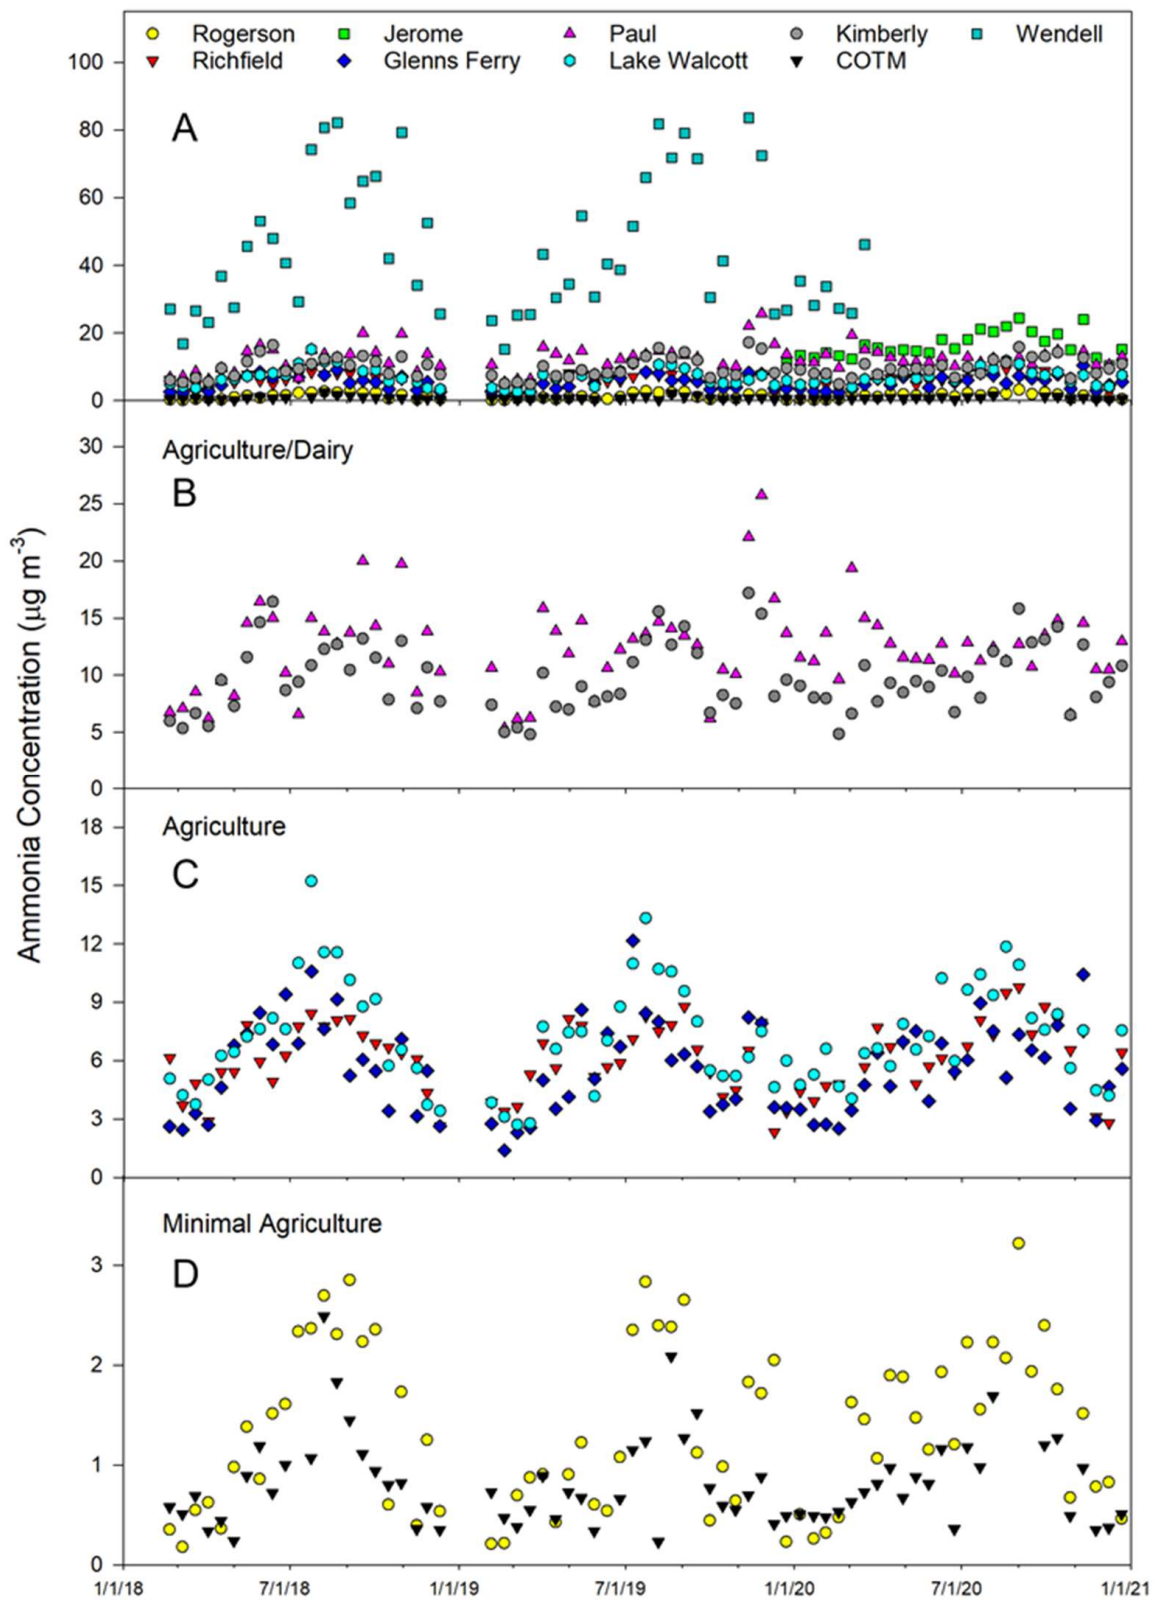 Rogerson Jerome Paul Kimberly Wendell
Richfield Glenns Ferry Lake Walcott COTM
100
A
80
60
40
20
0
30
Agriculture/Dairy
B
25
20
15
10
5
0
Ammonia Concentration (μg m⁻³)
18
Agriculture
C
15
12
9
6
3
0
Minimal Agriculture
D
3
2
1
0
1/1/18 7/1/18 1/1/19 7/1/19 1/1/20 7/1/20 1/1/21